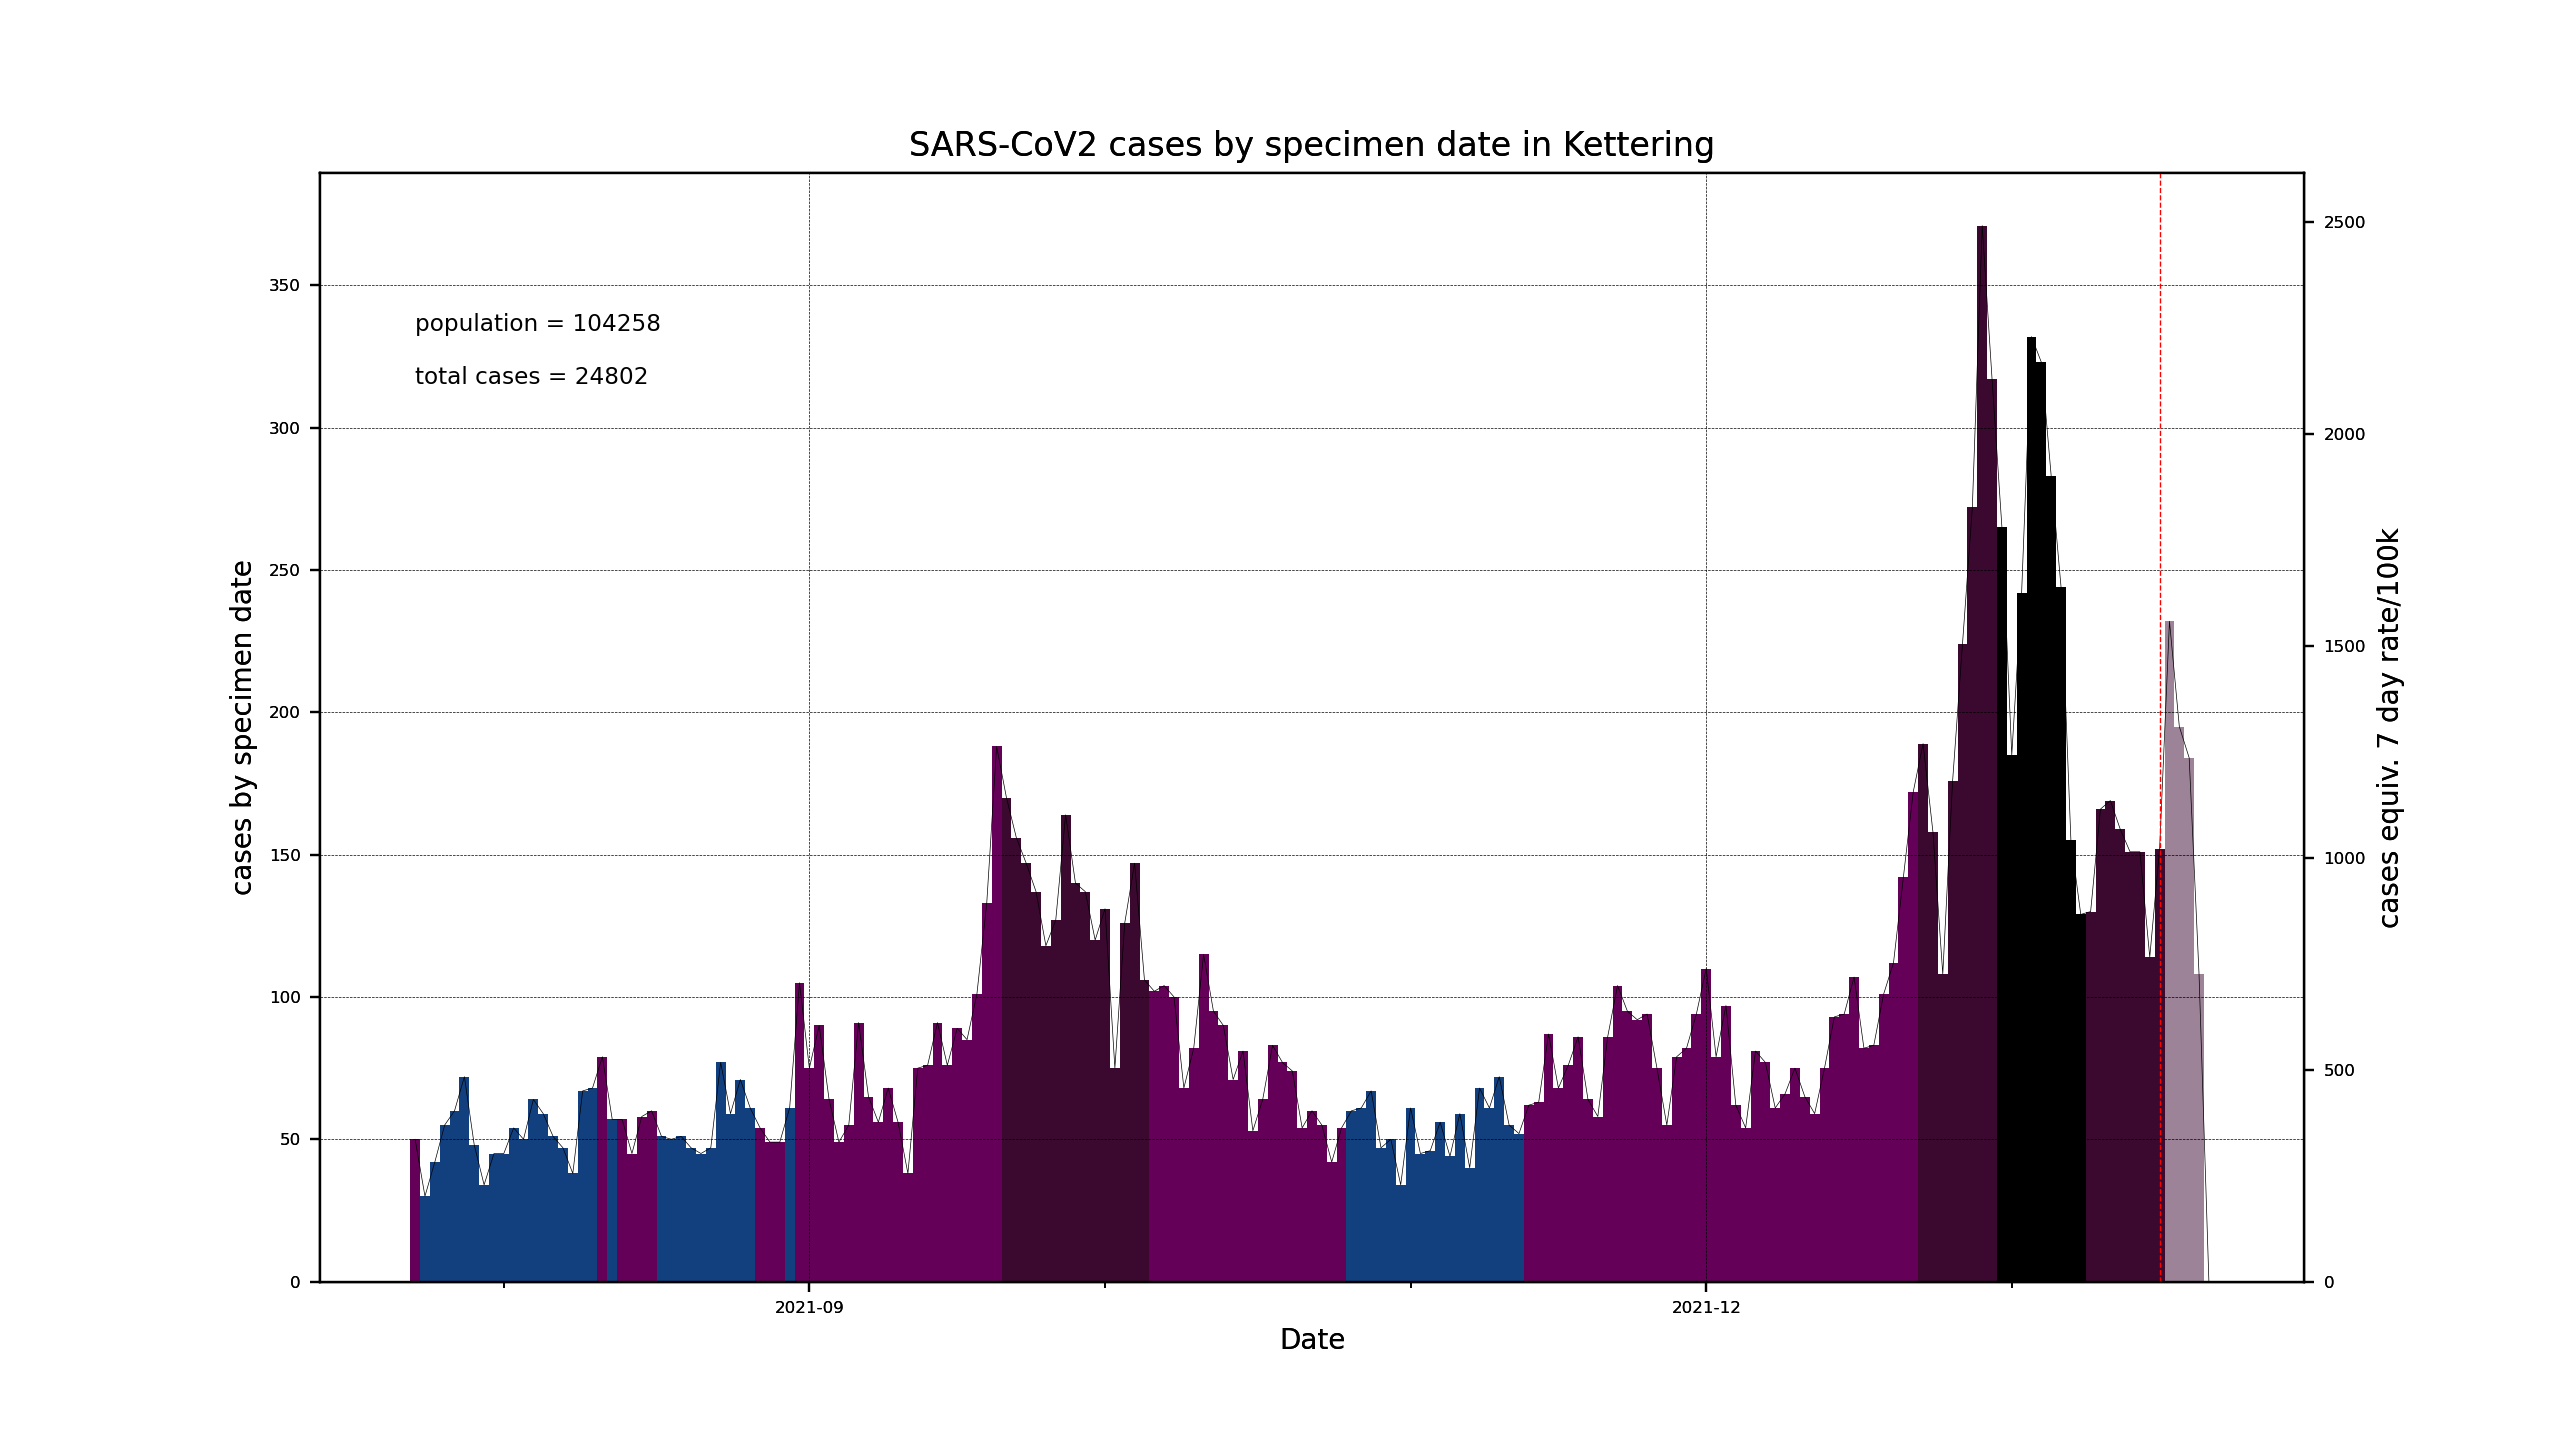 SARS-CoV2 cases by specimen date in Kettering
population = 104258
total cases = 24802
cases by specimen date
350
300
250
200
150
100
50
0
2500
2000
1500
1000
500
0
cases equiv. 7 day rate/100k
2021-09
2021-12
Date